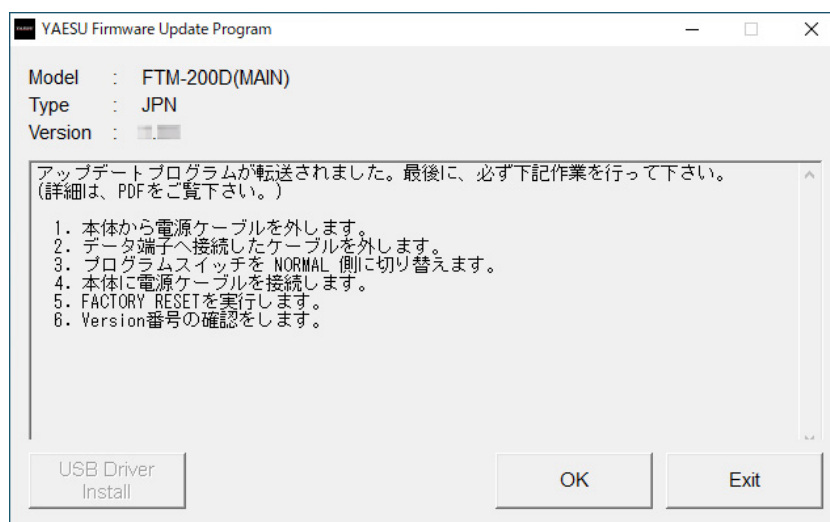 YAESU Firmware Update Program
Model : FTM-200D(MAIN)
Type : JPN
Version :
アップデートプログラムが転送されました。最後に、必ず下記作業を行って下さい。
(詳細は、PDFをご覧下さい。)
1. 本体から電源ケーブルを外します。
2. データ端子へ接続したケーブルを外します。
3. プログラムスイッチを NORMAL 側に切り替えます。
4. 本体に電源ケーブルを接続します。
5. FACTORY RESETを実行します。
6. Version番号の確認をします。
USB Driver
Install
OK
Exit